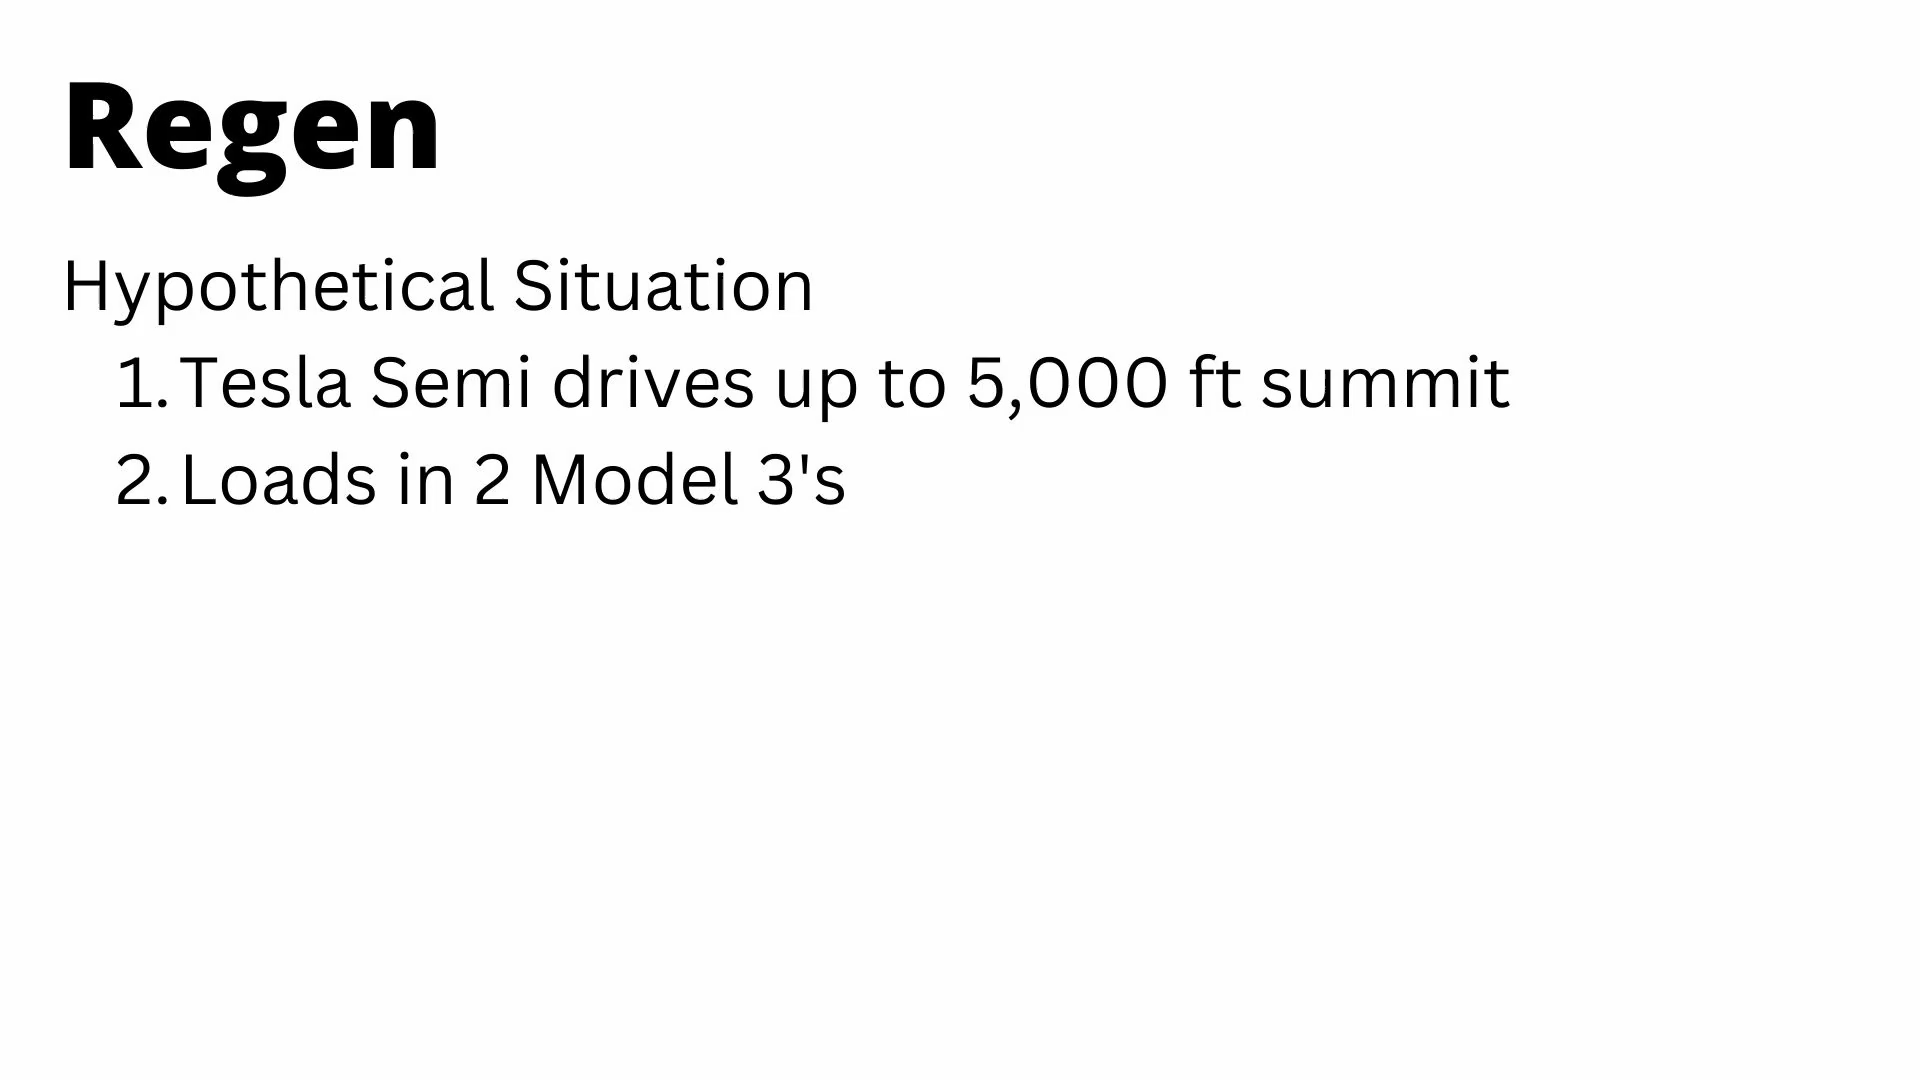 Regen
Hypothetical Situation
1. Tesla Semi drives up to 5,000 ft summit
2. Loads in 2 Model 3's